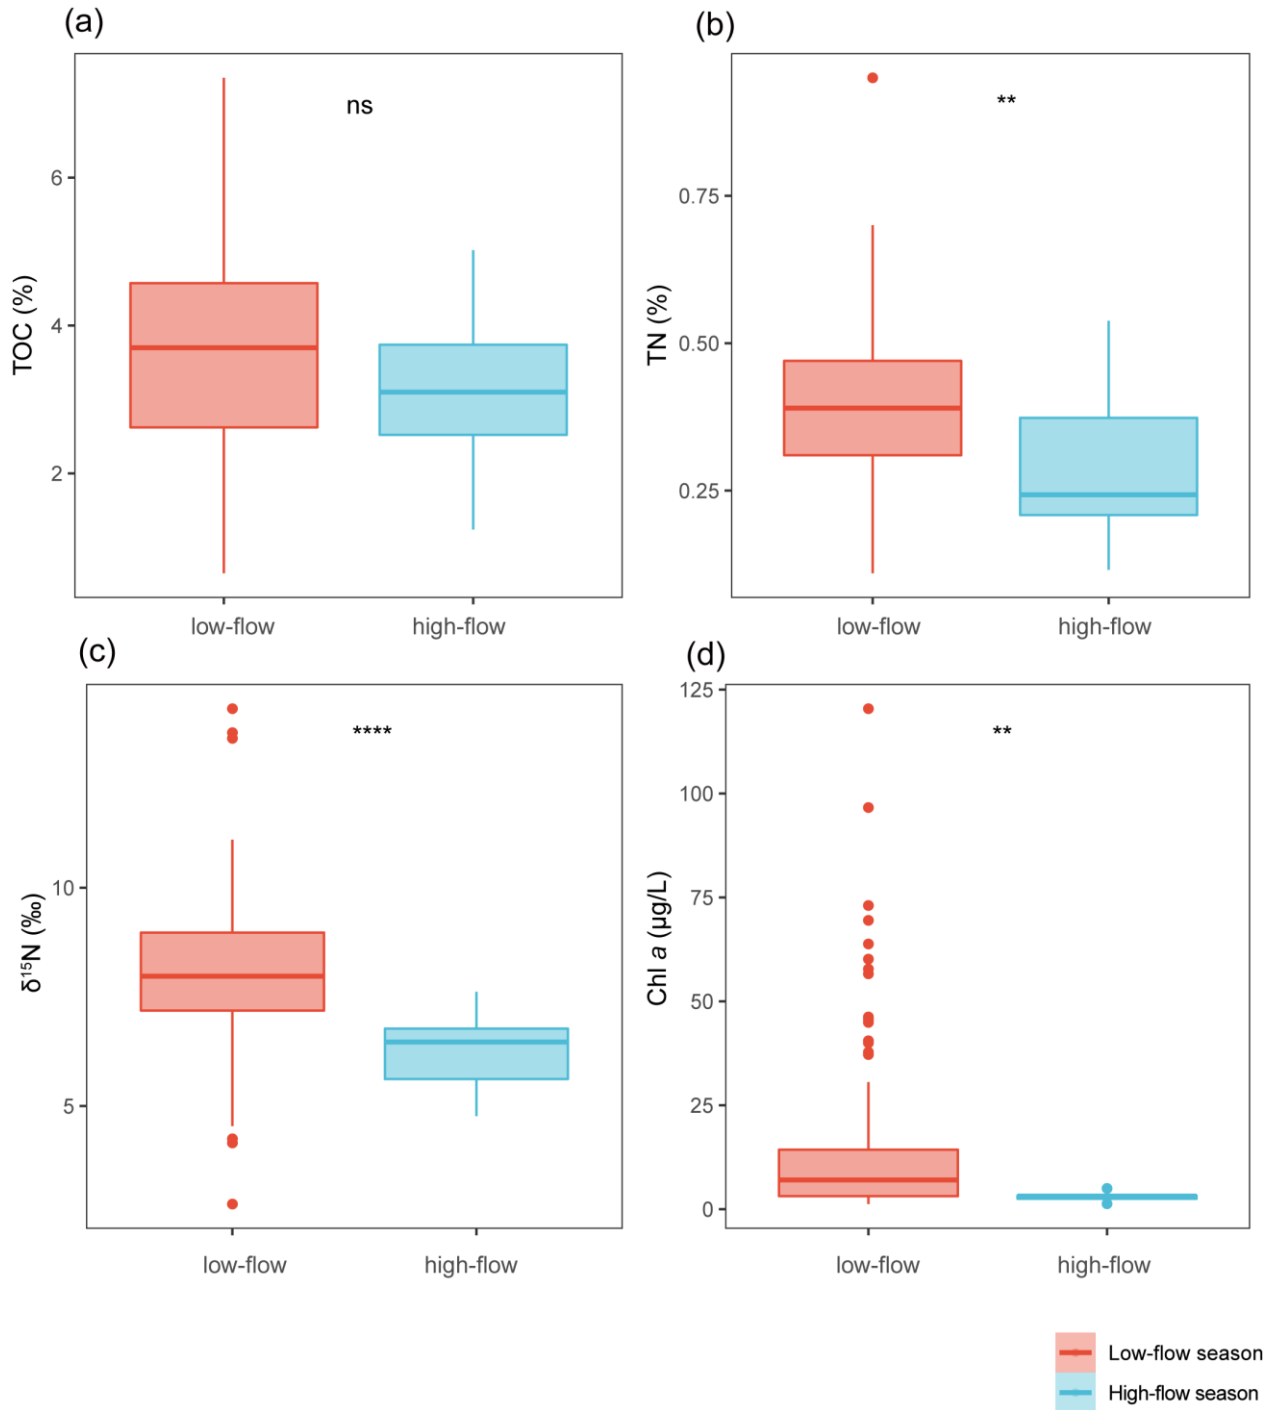 (a)
ns
TOC (%)
6
4
2
low-flow
high-flow
(b)
**
TN (%)
0.75
0.50
0.25
low-flow
high-flow
(c)
****
δ¹⁵N (‰)
10
5
low-flow
high-flow
(d)
**
Chl a (μg/L)
125
100
75
50
25
0
low-flow
high-flow
Low-flow season
High-flow season